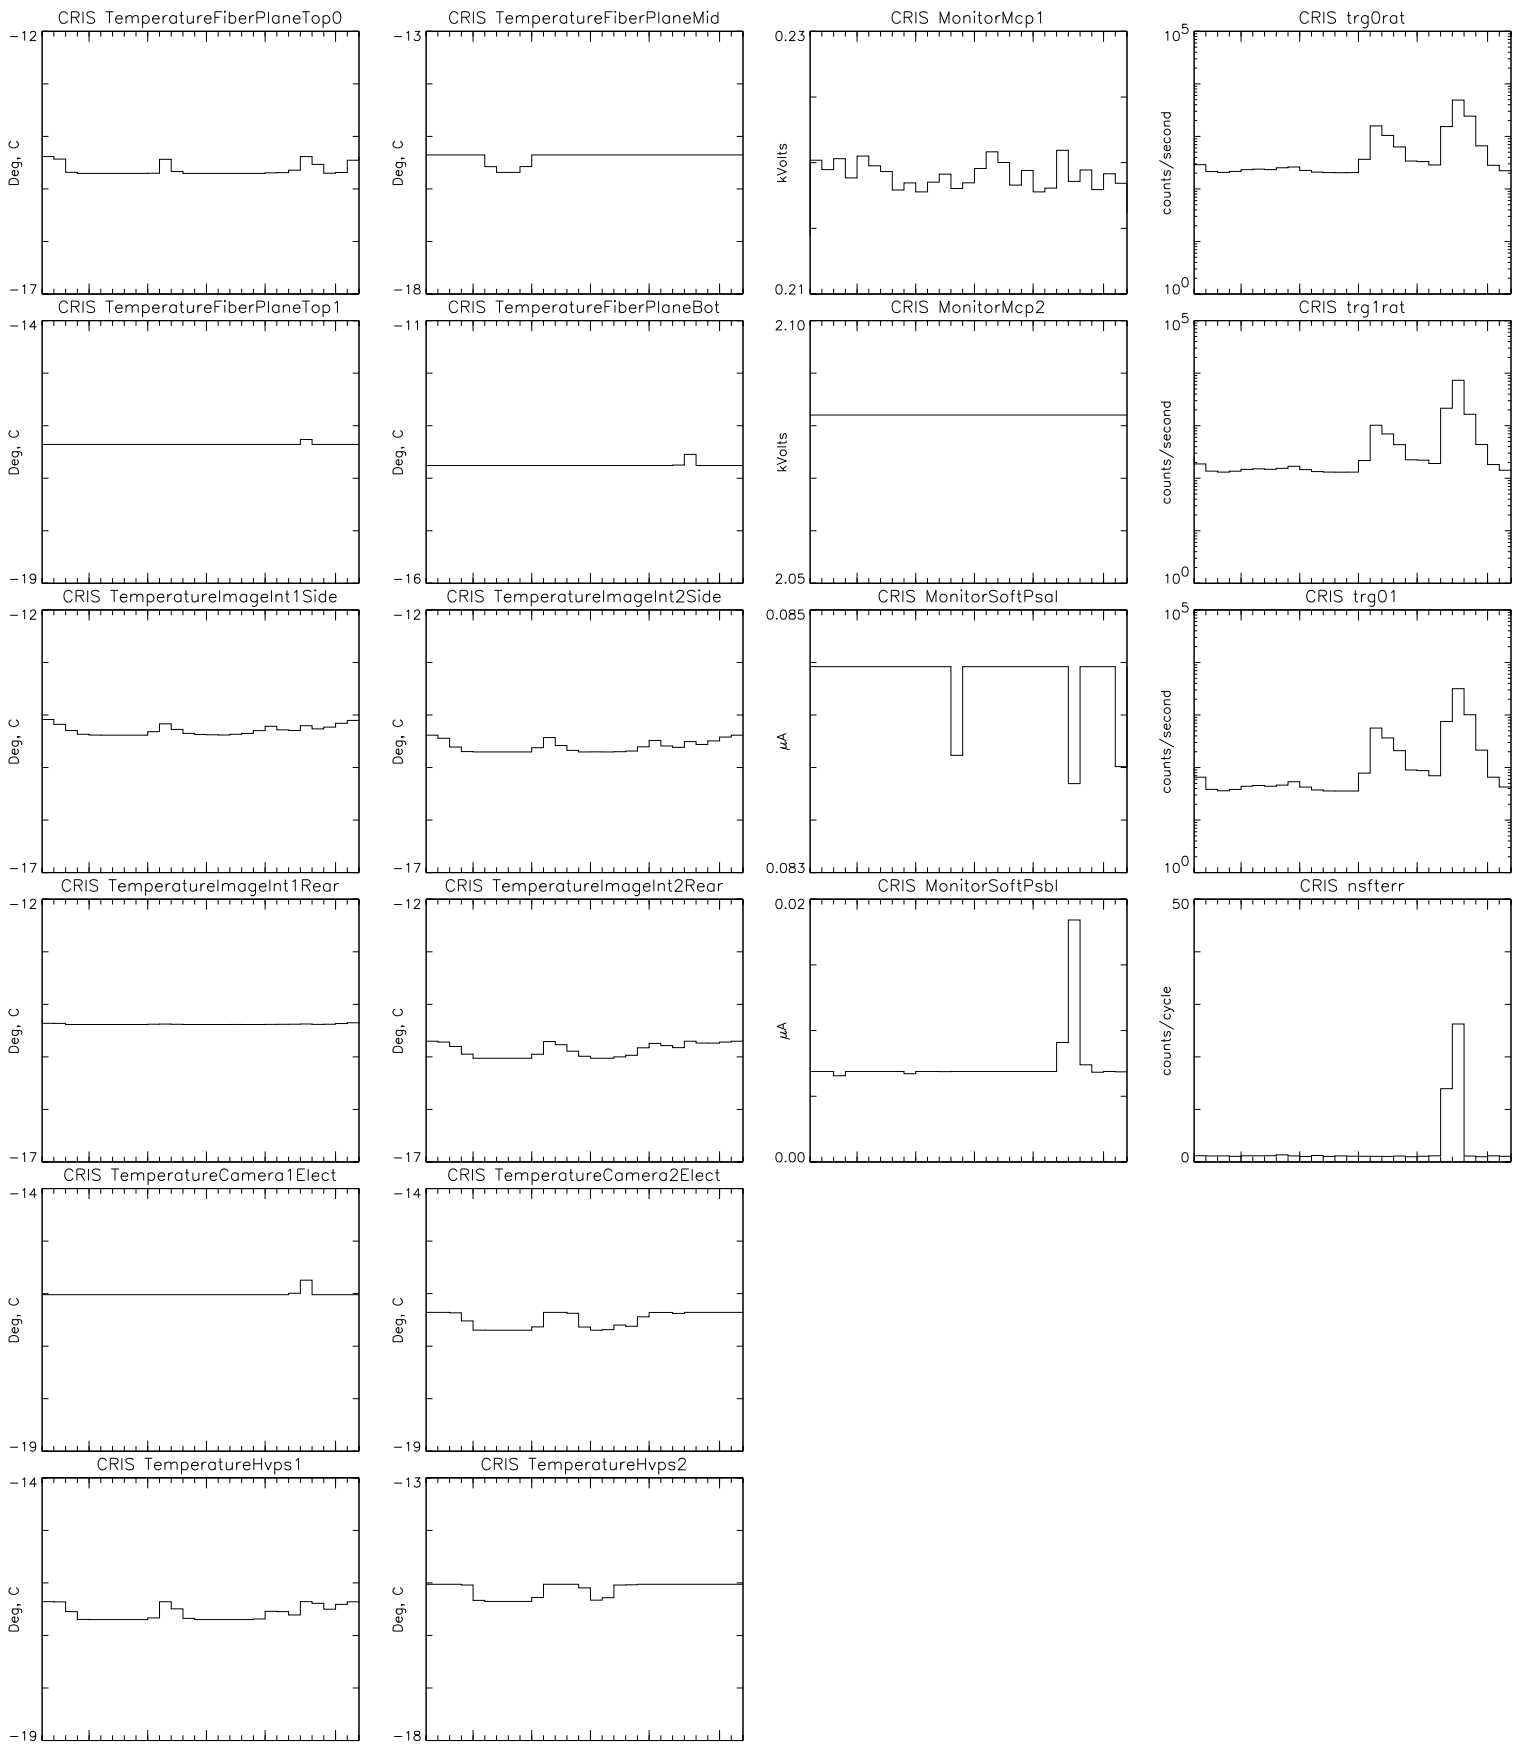 CRIS TemperatureFiberPlaneTop0
-12
Deg, C
-17
CRIS TemperatureFiberPlaneMid
-13
Deg, C
-18
CRIS MonitorMcp1
0.23
kVolts
0.21
CRIS trg0rat
10^5
counts/second
10^0
CRIS TemperatureFiberPlaneTop1
-14
Deg, C
-19
CRIS TemperatureFiberPlaneBot
-11
Deg, C
-16
CRIS MonitorMcp2
2.10
kVolts
2.05
CRIS trg1rat
10^5
counts/second
10^0
CRIS TemperatureImageInt1Side
-12
Deg, C
-17
CRIS TemperatureImageInt2Side
-12
Deg, C
-17
CRIS MonitorSoftPsaI
0.085
μA
0.083
CRIS trg01
10^5
counts/second
10^0
CRIS TemperatureImageInt1Rear
-12
Deg, C
-17
CRIS TemperatureImageInt2Rear
-12
Deg, C
-17
CRIS MonitorSoftPsbI
0.02
μA
0.00
CRIS nsfterr
50
counts/cycle
0
CRIS TemperatureCamera1Elect
-14
Deg, C
-19
CRIS TemperatureCamera2Elect
-14
Deg, C
-19
CRIS TemperatureHvps1
-14
Deg, C
-19
CRIS TemperatureHvps2
-13
Deg, C
-18